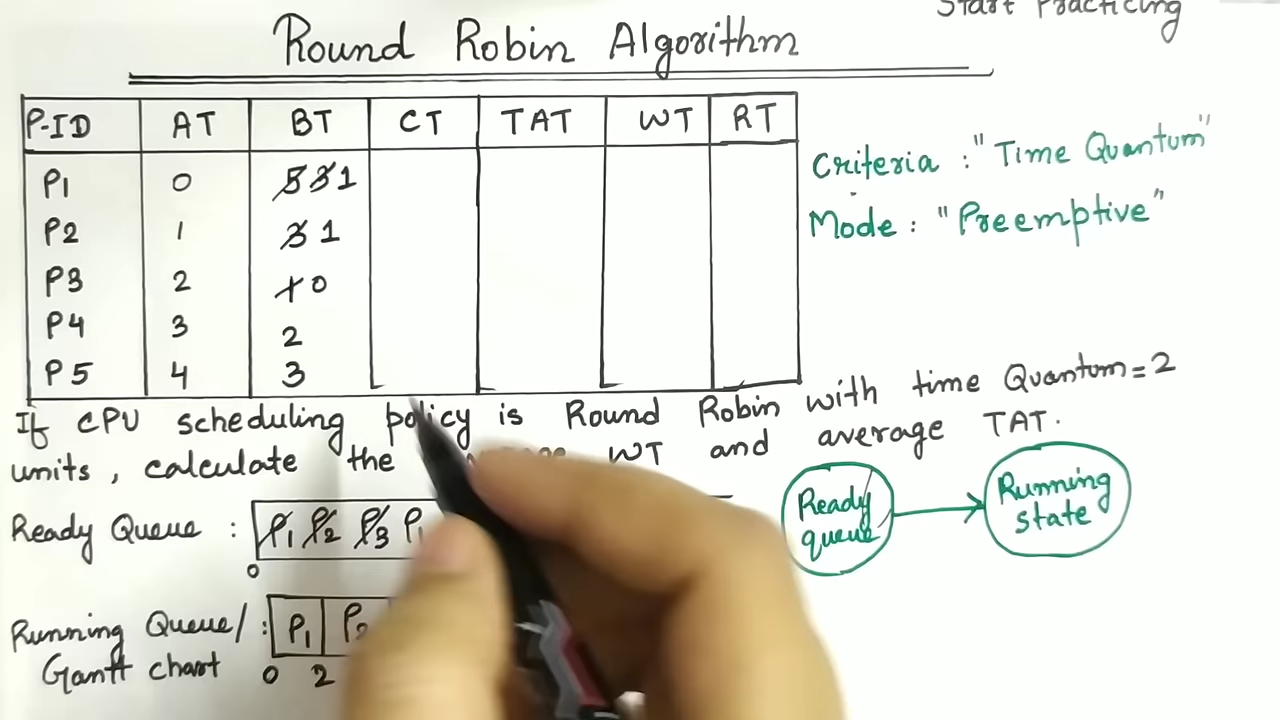 Start Practicing
Round Robin Algorithm
P-ID AT BT CT TAT WT RT
P1 0 5 3 1
P2 1 3 1
P3 2 1 0
P4 3 2
P5 4 3
Criteria : "Time Quantum"
Mode : "Preemptive"
If CPU scheduling policy is Round Robin with time Quantum = 2
units, calculate the WT and average TAT.
Ready Queue : P1 P2 P3 P1
0
Running Queue/ : P1 P2
Gantt chart 0 2
Ready
queue
Running
state